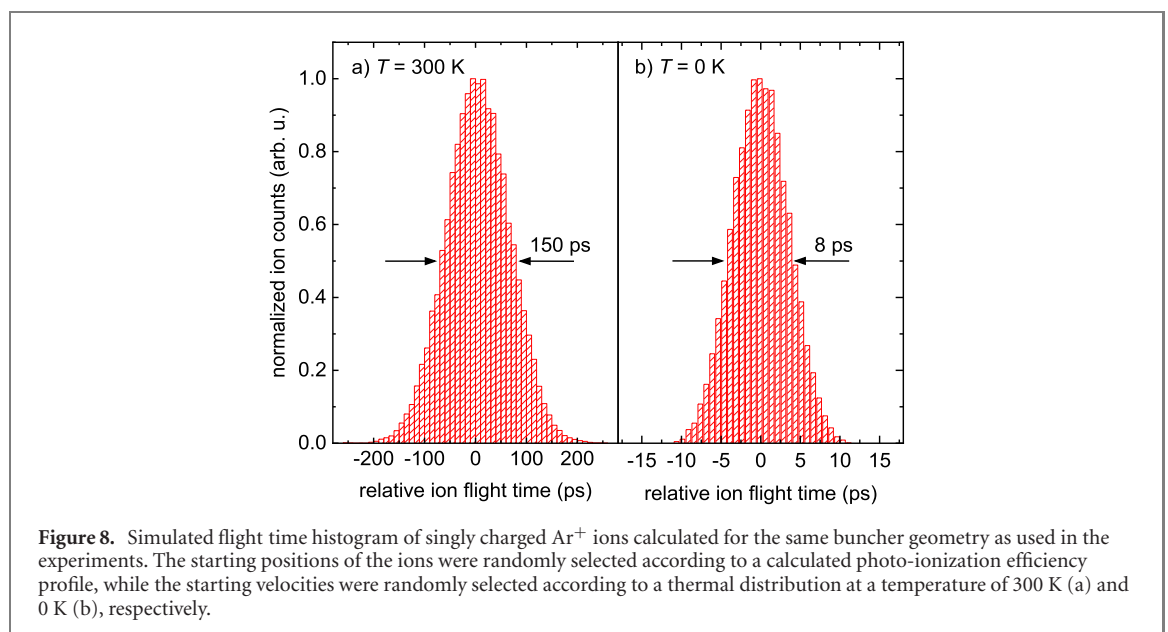 a) T = 300 K
b) T = 0 K
1.0
0.8
0.6
0.4
0.2
0.0
normalized ion counts (arb. u.)
150 ps
8 ps
-200 -100 0 100 200
-15 -10 -5 0 5 10 15
relative ion flight time (ps)
relative ion flight time (ps)
Figure 8. Simulated flight time histogram of singly charged Ar⁺ ions calculated for the same buncher geometry as used in the
experiments. The starting positions of the ions were randomly selected according to a calculated photo-ionization efficiency
profile, while the starting velocities were randomly selected according to a thermal distribution at a temperature of 300 K (a) and
0 K (b), respectively.